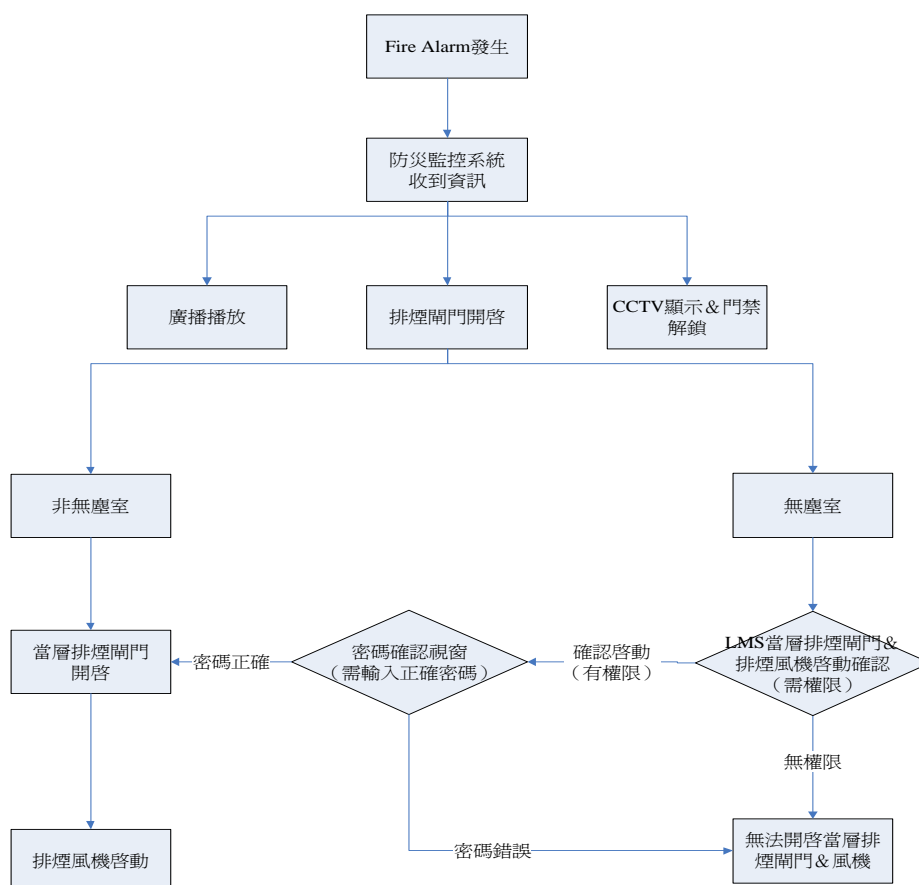 Fire Alarm發生
防災監控系統
收到資訊
廣播播放
排煙閘門開啓
CCTV顯示＆門禁
解鎖
非無塵室
無塵室
當層排煙閘門
開啓
密碼正確
密碼確認視窗
（需輸入正確密碼）
確認啓動
（有權限）
LMS當層排煙閘門&
排煙風機啓動確認
（需權限）
無權限
排煙風機啓動
密碼錯誤
無法開啓當層排
煙閘門＆風機